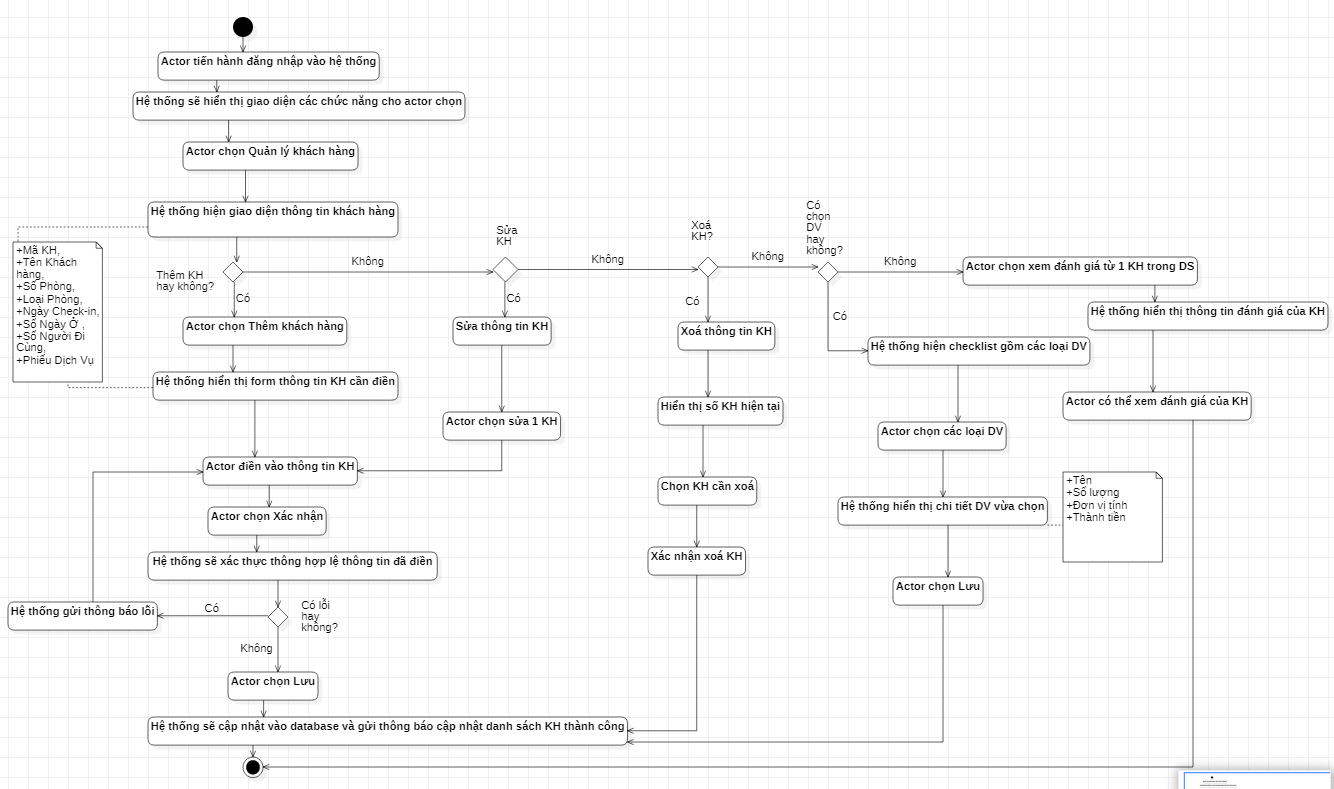 Actor tiến hành đăng nhập vào hệ thống
Hệ thống sẽ hiển thị giao diện các chức năng cho actor chọn
Actor chọn Quản lý khách hàng
Hệ thống hiện giao diện thông tin khách hàng
+Mã KH,
+Tên Khách
hàng,
+Số Phòng,
+Loại Phòng,
+Ngày Check-in,
+Số Ngày Ở ,
+Số Người Đi
Cùng,
+Phiếu Dịch Vụ
Thêm KH
hay không?
Không
Có
Sửa
KH
Không
Có
Xoá
KH?
Không
Có
Có
chọn
DV
hay
không?
Không
Có
Actor chọn Thêm khách hàng
Hệ thống hiển thị form thông tin KH cần điền
Actor điền vào thông tin KH
Actor chọn Xác nhận
Hệ thống sẽ xác thực thông hợp lệ thông tin đã điền
Có lỗi
hay
không?
Có
Hệ thống gửi thông báo lỗi
Không
Actor chọn Lưu
Hệ thống sẽ cập nhật vào database và gửi thông báo cập nhật danh sách KH thành công
Sửa thông tin KH
Actor chọn sửa 1 KH
Xoá thông tin KH
Hiển thị số KH hiện tại
Chọn KH cần xoá
Xác nhận xoá KH
Hệ thống hiện checklist gồm các loại DV
Actor chọn các loại DV
Hệ thống hiển thị chi tiết DV vừa chọn
+Tên
+Số lượng
+Đơn vị tính
+Thành tiền
Actor chọn Lưu
Actor chọn xem đánh giá từ 1 KH trong DS
Hệ thống hiển thị thông tin đánh giá của KH
Actor có thể xem đánh giá của KH